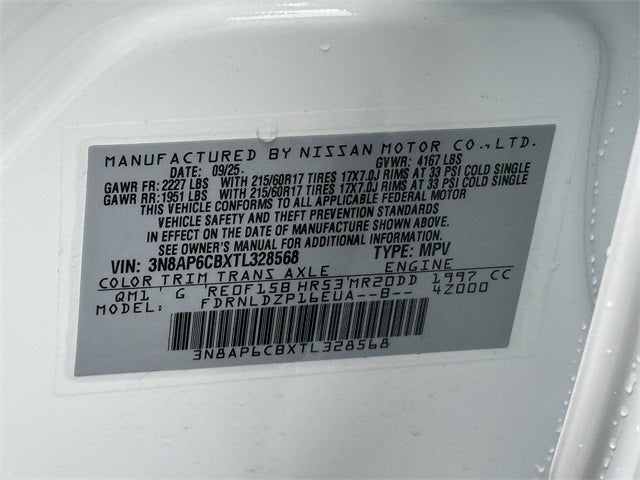 MANUFACTURED BY NISSAN MOTOR CO.,LTD.
DATE: 09/25. GVWR: 4167 LBS
GAWR FR: 2227 LBS WITH 215/60R17 TIRES 17X7.0J RIMS AT 33 PSI COLD SINGLE
GAWR RR: 1951 LBS WITH 215/60R17 TIRES 17X7.0J RIMS AT 33 PSI COLD SINGLE
THIS VEHICLE CONFORMS TO ALL APPLICABLE FEDERAL MOTOR
VEHICLE SAFETY AND THEFT PREVENTION STANDARDS
IN EFFECT ON THE DATE OF MANUFACTURE SHOWN ABOVE.
SEE OWNER'S MANUAL FOR ADDITIONAL INFORMATION.
VIN: 3N8AP6CBXTL328568 TYPE: MPV
COLOR TRIM TRANS AXLE ENGINE
QM1 G RE0F15B HR53 MR20DD 1997 CC
MODEL: FDRNLDZP16EUA--B-- 4Z000
3N8AP6CBXTL328568